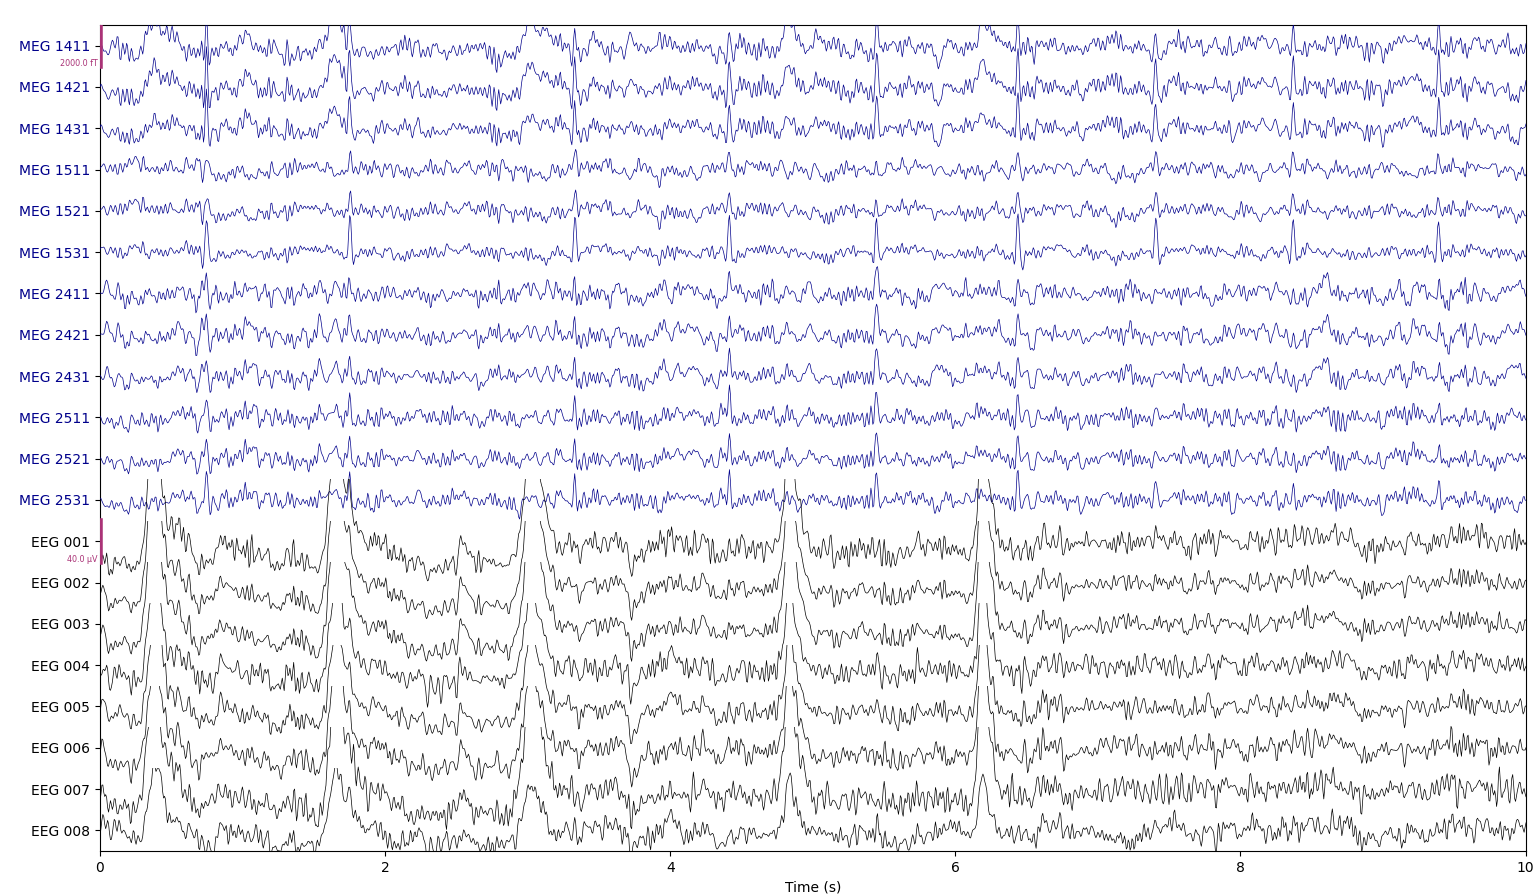 MEG 1411
2000.0 fT
MEG 1421
MEG 1431
MEG 1511
MEG 1521
MEG 1531
MEG 2411
MEG 2421
MEG 2431
MEG 2511
MEG 2521
MEG 2531
EEG 001
40.0 µV
EEG 002
EEG 003
EEG 004
EEG 005
EEG 006
EEG 007
EEG 008
0 2 4 6 8 10
Time (s)